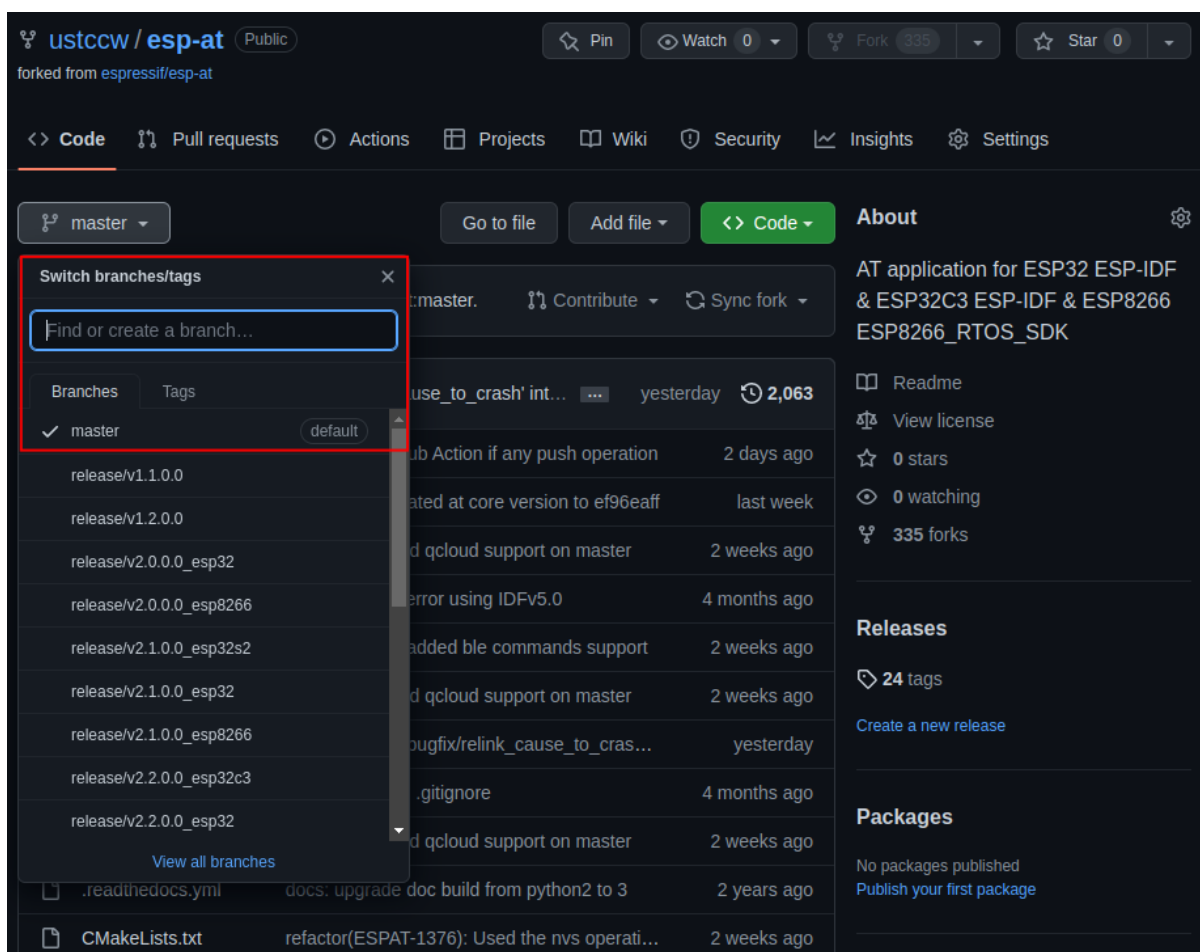 ustccw / esp-at Public
Pin
Watch 0
Fork 335
Star 0
forked from espressif/esp-at
Code
Pull requests
Actions
Projects
Wiki
Security
Insights
Settings
master
Go to file
Add file
Code
Switch branches/tags
Find or create a branch…
Branches
Tags
master default
release/v1.1.0.0
release/v1.2.0.0
release/v2.0.0.0_esp32
release/v2.0.0.0_esp8266
release/v2.1.0.0_esp32s2
release/v2.1.0.0_esp32
release/v2.1.0.0_esp8266
release/v2.2.0.0_esp32c3
release/v2.2.0.0_esp32
View all branches
:master.
Contribute
Sync fork
use_to_crash' int… ... yesterday 2,063
ub Action if any push operation 2 days ago
ated at core version to ef96eaff last week
d qcloud support on master 2 weeks ago
error using IDFv5.0 4 months ago
added ble commands support 2 weeks ago
d qcloud support on master 2 weeks ago
bugfix/relink_cause_to_cras… yesterday
.gitignore 4 months ago
d qcloud support on master 2 weeks ago
.readthedocs.yml docs: upgrade doc build from python2 to 3 2 years ago
CMakeLists.txt refactor(ESPAT-1376): Used the nvs operati… 2 weeks ago
About
AT application for ESP32 ESP-IDF
& ESP32C3 ESP-IDF & ESP8266
ESP8266_RTOS_SDK
Readme
View license
0 stars
0 watching
335 forks
Releases
24 tags
Create a new release
Packages
No packages published
Publish your first package